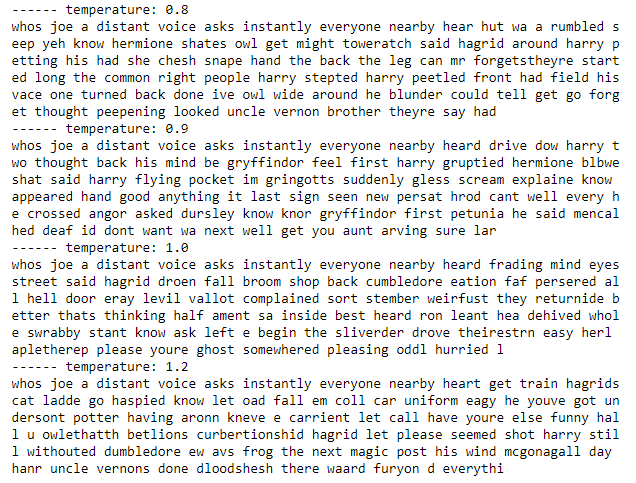 ------ temperature: 0.8
whos joe a distant voice asks instantly everyone nearby hear hut wa a rumbled s
eep yeh know hermione shates owl get might toweratch said hagrid around harry p
etting his had she chesh snape hand the back the leg can mr forgetstheyre start
ed long the common right people harry stepted harry peetled front had field his
vace one turned back done ive owl wide around he blunder could tell get go forg
et thought peepening looked uncle vernon brother theyre say had
------ temperature: 0.9
whos joe a distant voice asks instantly everyone nearby heard drive dow harry t
wo thought back his mind be gryffindor feel first harry gruptied hermione blbwe
shat said harry flying pocket im gringotts suddenly gless scream explaine know
appeared hand good anything it last sign seen new persat hrod cant well every h
e crossed angor asked dursley know knor gryffindor first petunia he said mencal
hed deaf id dont want wa next well get you aunt arving sure lar
------ temperature: 1.0
whos joe a distant voice asks instantly everyone nearby heard frading mind eyes
street said hagrid droen fall broom shop back cumbledore eation faf persered al
l hell door eray levil vallot complained sort stember weirfust they returnide b
etter thats thinking half ament sa inside best heard ron leant hea dehived whol
e swrabby stant know ask left e begin the sliverder drove theirestrn easy herl
apletherep please youre ghost somewhered pleasing oddl hurried l
------ temperature: 1.2
whos joe a distant voice asks instantly everyone nearby heart get train hagrids
cat ladde go haspied know let oad fall em coll car uniform eagy he youve got un
dersont potter having aronn kneve e carrient let call have youre else funny hal
l u owlethatth betlions curbertionshid hagrid let please seemed shot harry stil
l withouted dumbledore ew avs frog the next magic post his wind mcgonagall day
hanr uncle vernons done dloodshesh there waard furyon d everythi